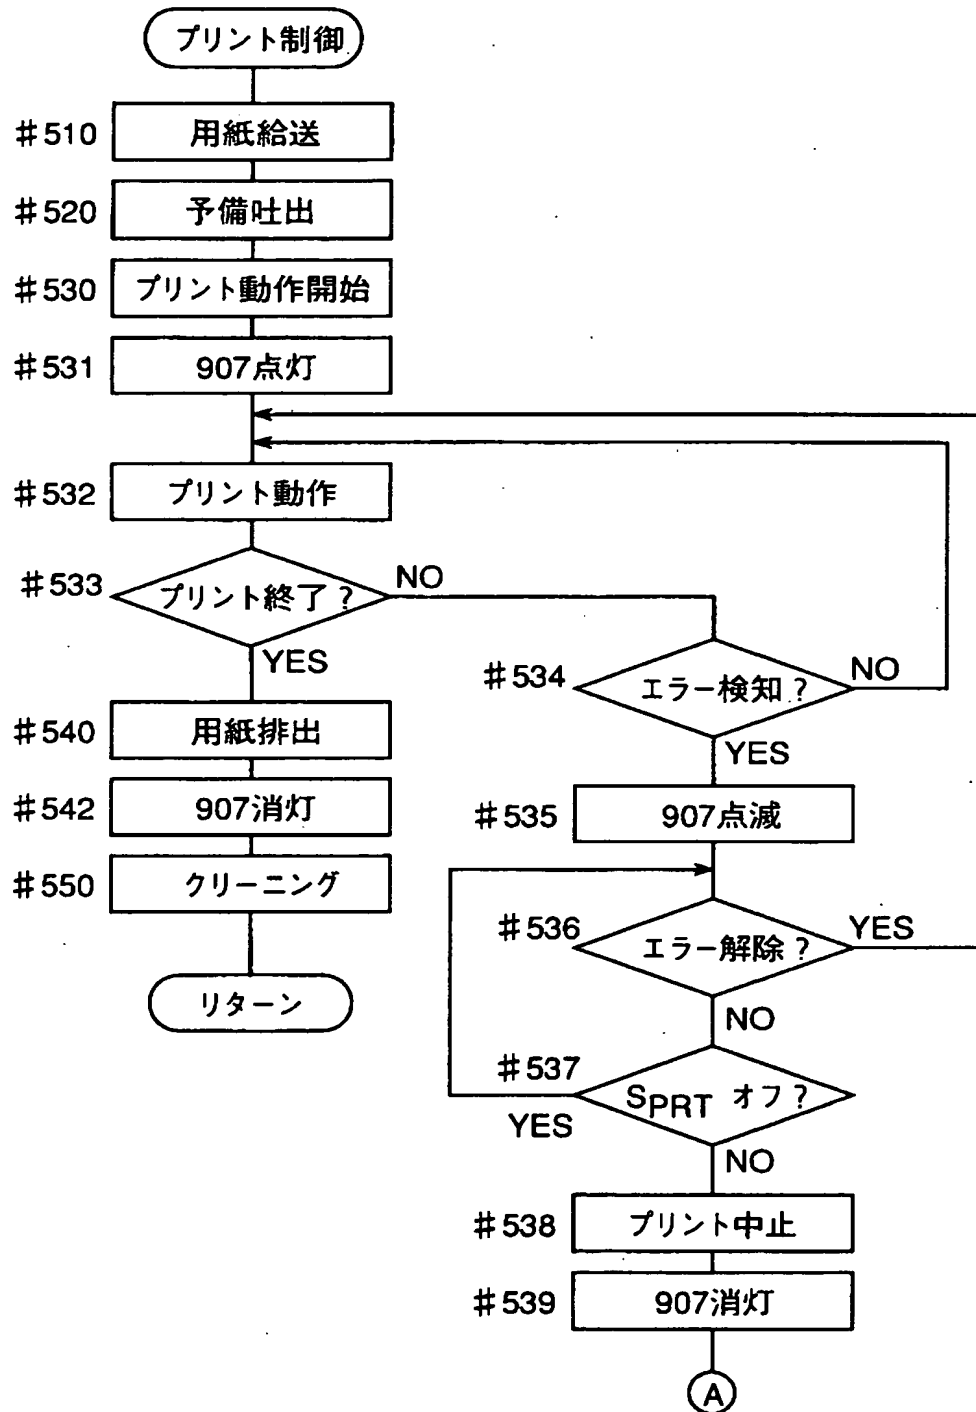 プリント制御
#510 用紙給送
#520 予備吐出
#530 プリント動作開始
#531 907点灯
#532 プリント動作
#533 プリント終了?
NO
YES
#534 エラー検知?
NO
YES
#540 用紙排出
#542 907消灯
#550 クリーニング
リターン
#535 907点滅
#536 エラー解除?
YES
NO
#537 SPRT オフ?
YES
NO
#538 プリント中止
#539 907消灯
A